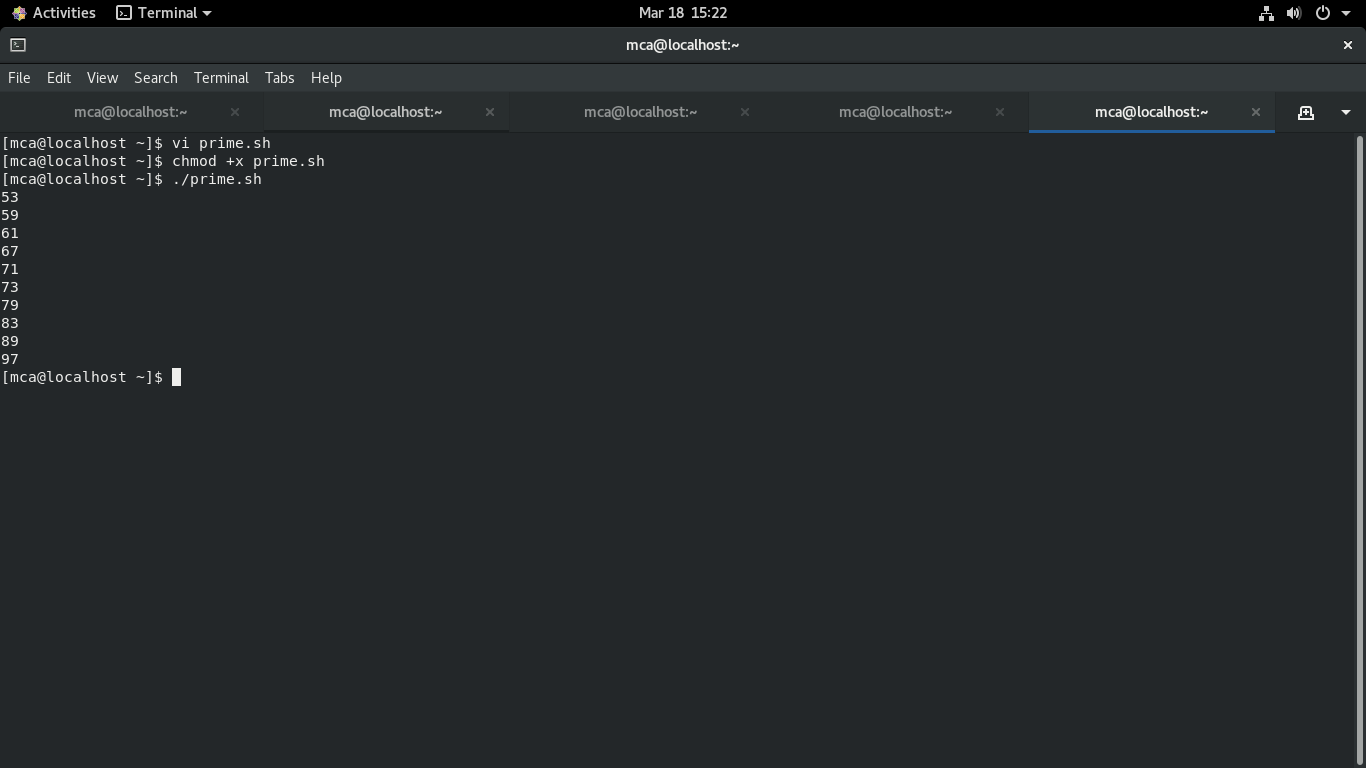 Activities Terminal Mar 18 15:22
mca@localhost:~
File Edit View Search Terminal Tabs Help
mca@localhost:~ mca@localhost:~ mca@localhost:~ mca@localhost:~ mca@localhost:~
[mca@localhost ~]$ vi prime.sh
[mca@localhost ~]$ chmod +x prime.sh
[mca@localhost ~]$ ./prime.sh
53
59
61
67
71
73
79
83
89
97
[mca@localhost ~]$